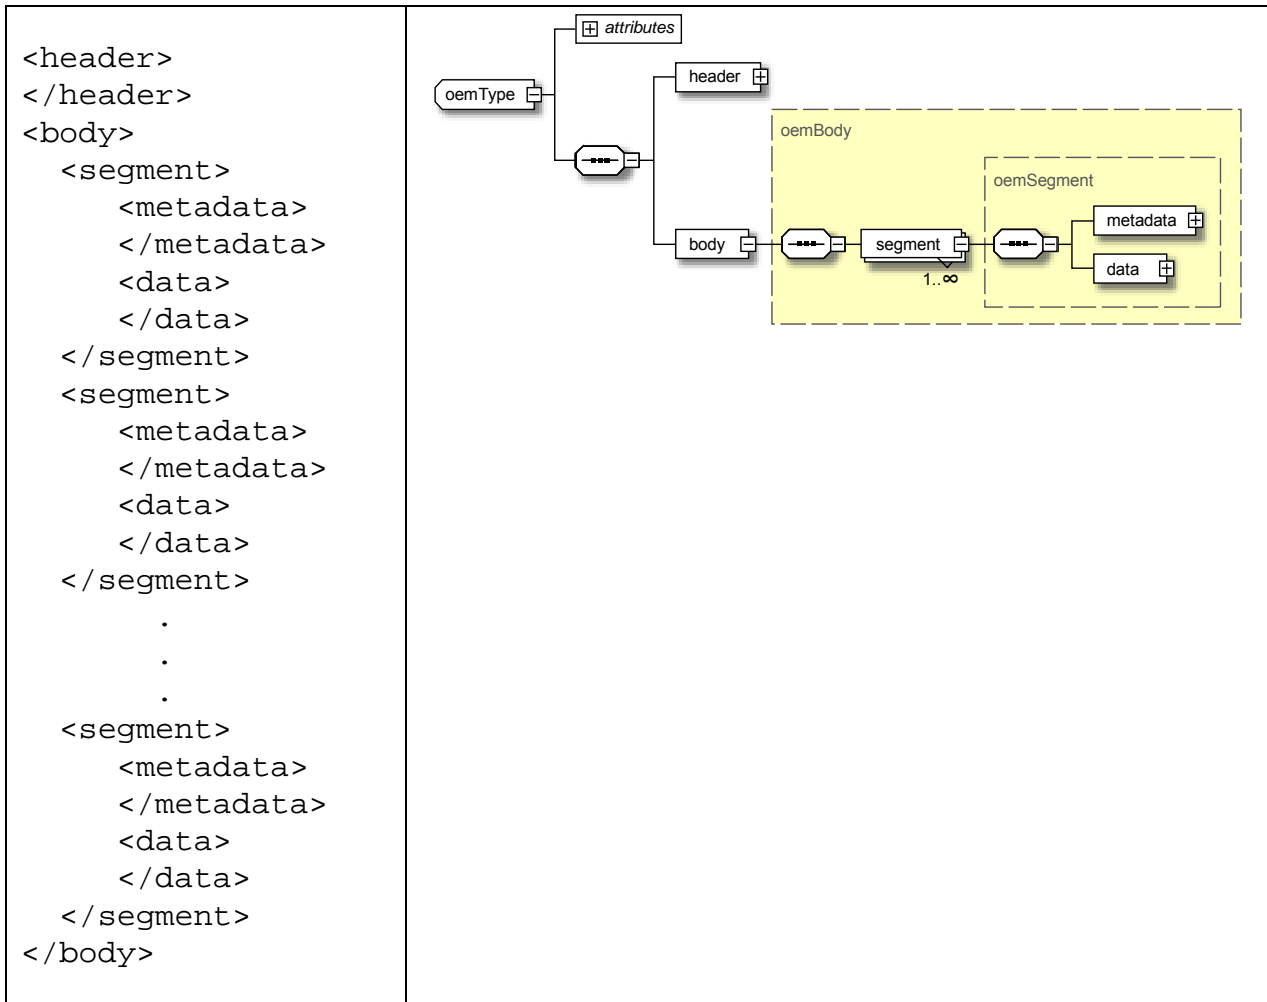 <header>
</header>
<body>
  <segment>
    <metadata>
    </metadata>
    <data>
    </data>
  </segment>
  <segment>
    <metadata>
    </metadata>
    <data>
    </data>
  </segment>
.
.
.
  <segment>
    <metadata>
    </metadata>
    <data>
    </data>
  </segment>
</body>
attributes
oemType
header
oemBody
oemSegment
metadata
body
segment
data
1..∞